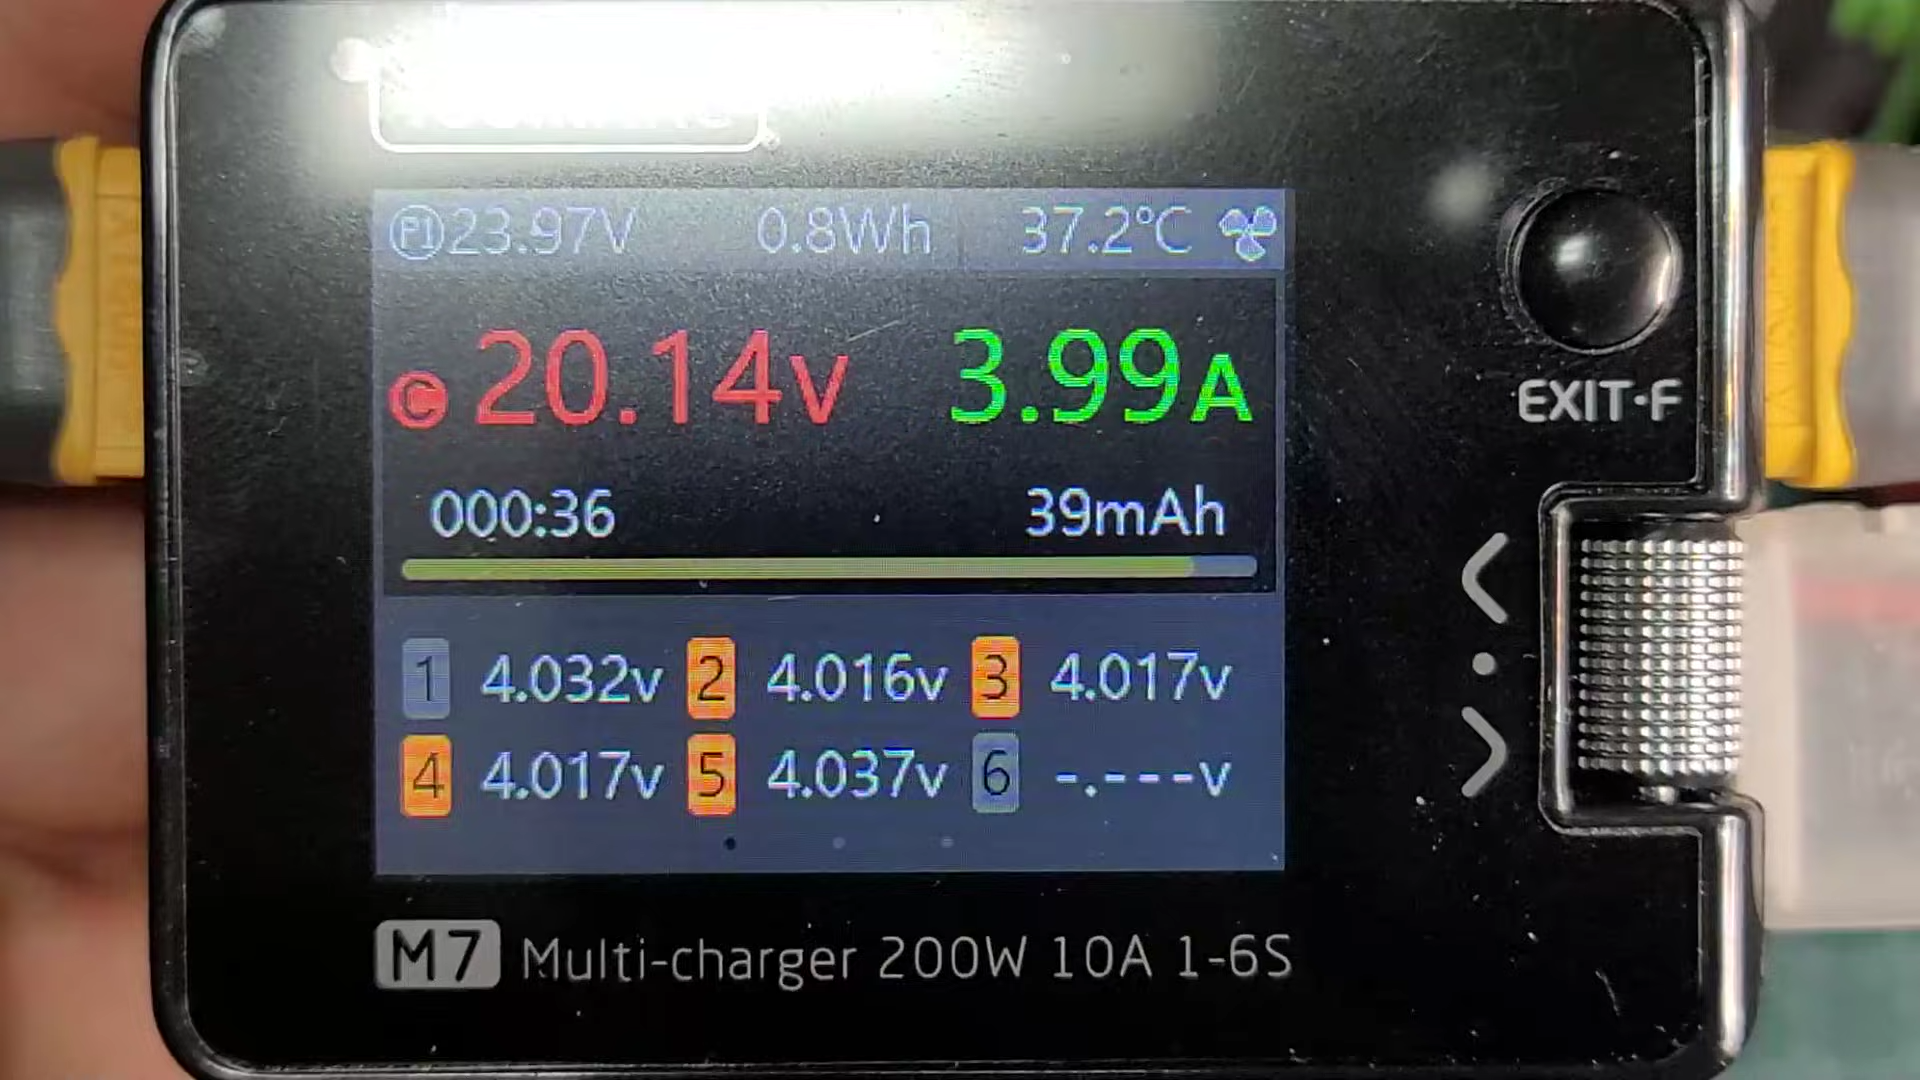 P1 23.97V 0.8Wh 37.2°C
C 20.14V 3.99A
EXIT·F
000:36 39mAh
1 4.032v 2 4.016v 3 4.017v
4 4.017v 5 4.037v 6 -.---v
M7 Multi-charger 200W 10A 1-6S